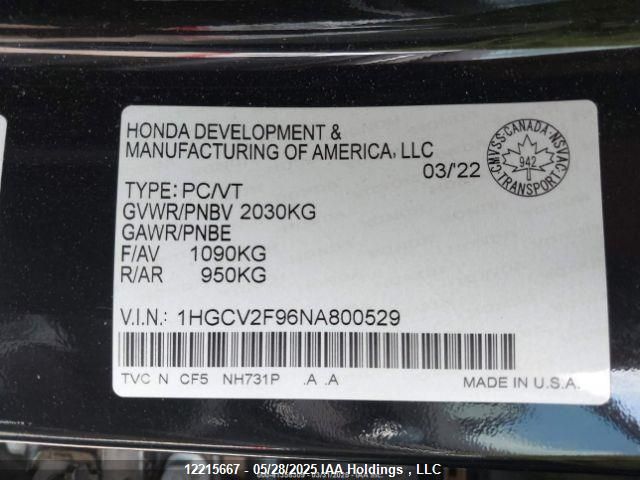 HONDA DEVELOPMENT &
MANUFACTURING OF AMERICA, LLC
03/'22
CMVSS-CANADA-NSVAC
942
TRANSPORT
TYPE: PC/VT
GVWR/PNBV 2030KG
GAWR/PNBE
F/AV 1090KG
R/AR 950KG
V.I.N.: 1HGCV2F96NA800529
TVC N CF5 NH731P .A .A
MADE IN U.S.A.
12215667 - 05/28/2025 IAA Holdings , LLC